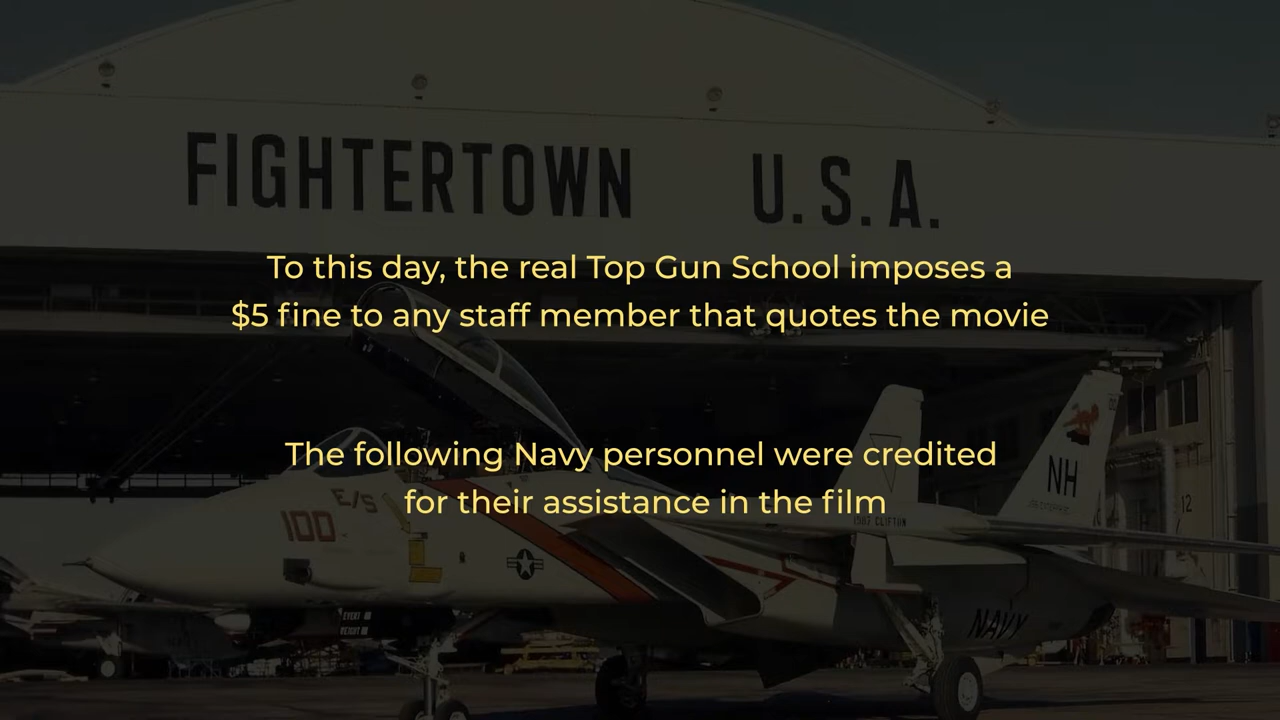 FIGHTERTOWN U.S.A.
To this day, the real Top Gun School imposes a
$5 fine to any staff member that quotes the movie
The following Navy personnel were credited
for their assistance in the film
NH
100
E/S
NAVY
12